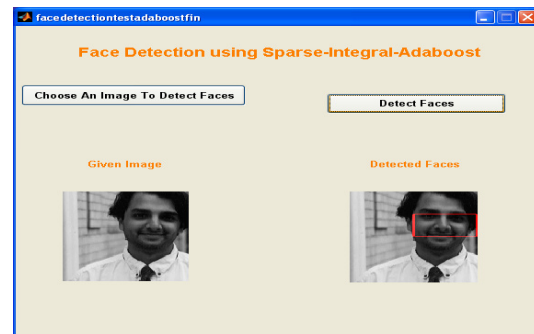 facedetectiontestadaboostfin
Face Detection using Sparse-Integral-Adaboost
Choose An Image To Detect Faces
Detect Faces
Given Image
Detected Faces